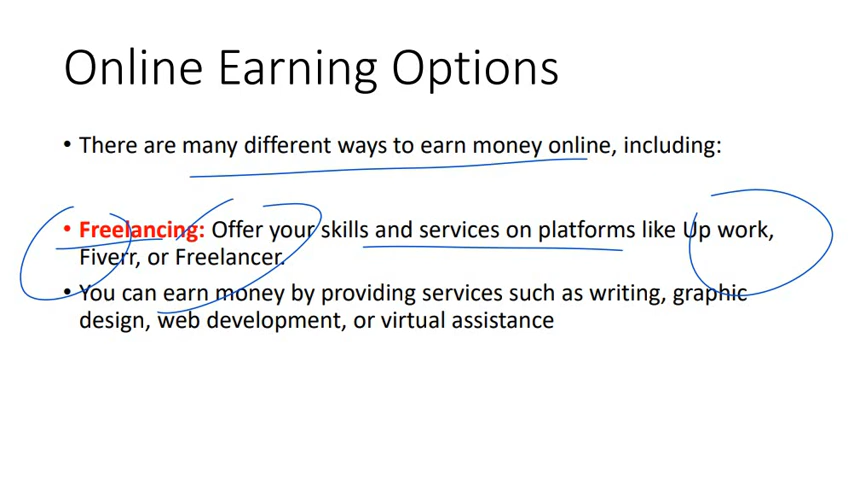 Online Earning Options
• There are many different ways to earn money online, including:
• Freelancing: Offer your skills and services on platforms like Up work,
Fiverr, or Freelancer.
• You can earn money by providing services such as writing, graphic
design, web development, or virtual assistance